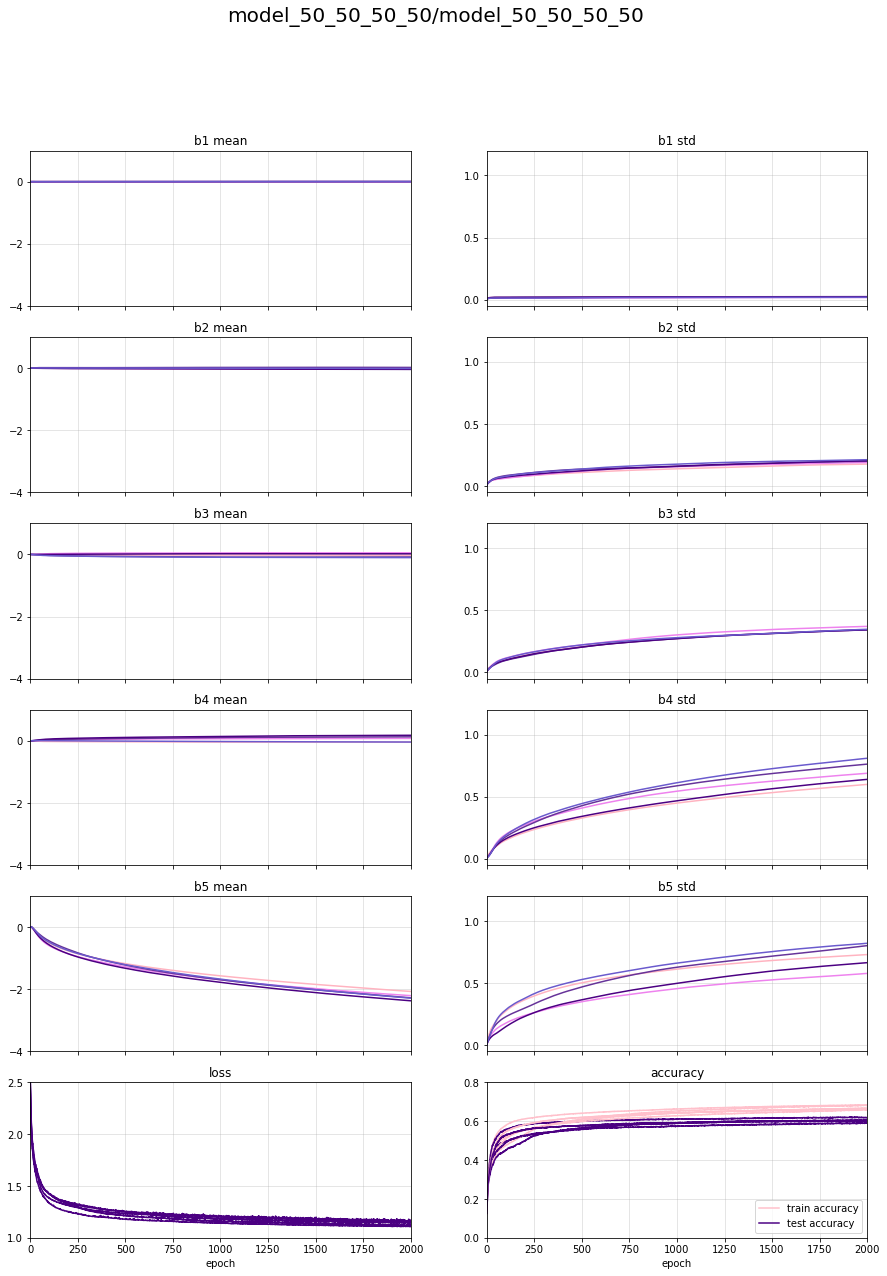 model_50_50_50_50/model_50_50_50_50
b1 mean
b1 std
0
−2
−4
1.0
0.5
0.0
b2 mean
b2 std
0
−2
−4
1.0
0.5
0.0
b3 mean
b3 std
0
−2
−4
1.0
0.5
0.0
b4 mean
b4 std
0
−2
−4
1.0
0.5
0.0
b5 mean
b5 std
0
−2
−4
1.0
0.5
0.0
loss
accuracy
2.5
2.0
1.5
1.0
0 250 500 750 1000 1250 1500 1750 2000
epoch
0.8
0.6
0.4
0.2
0.0
train accuracy
test accuracy
0 250 500 750 1000 1250 1500 1750 2000
epoch